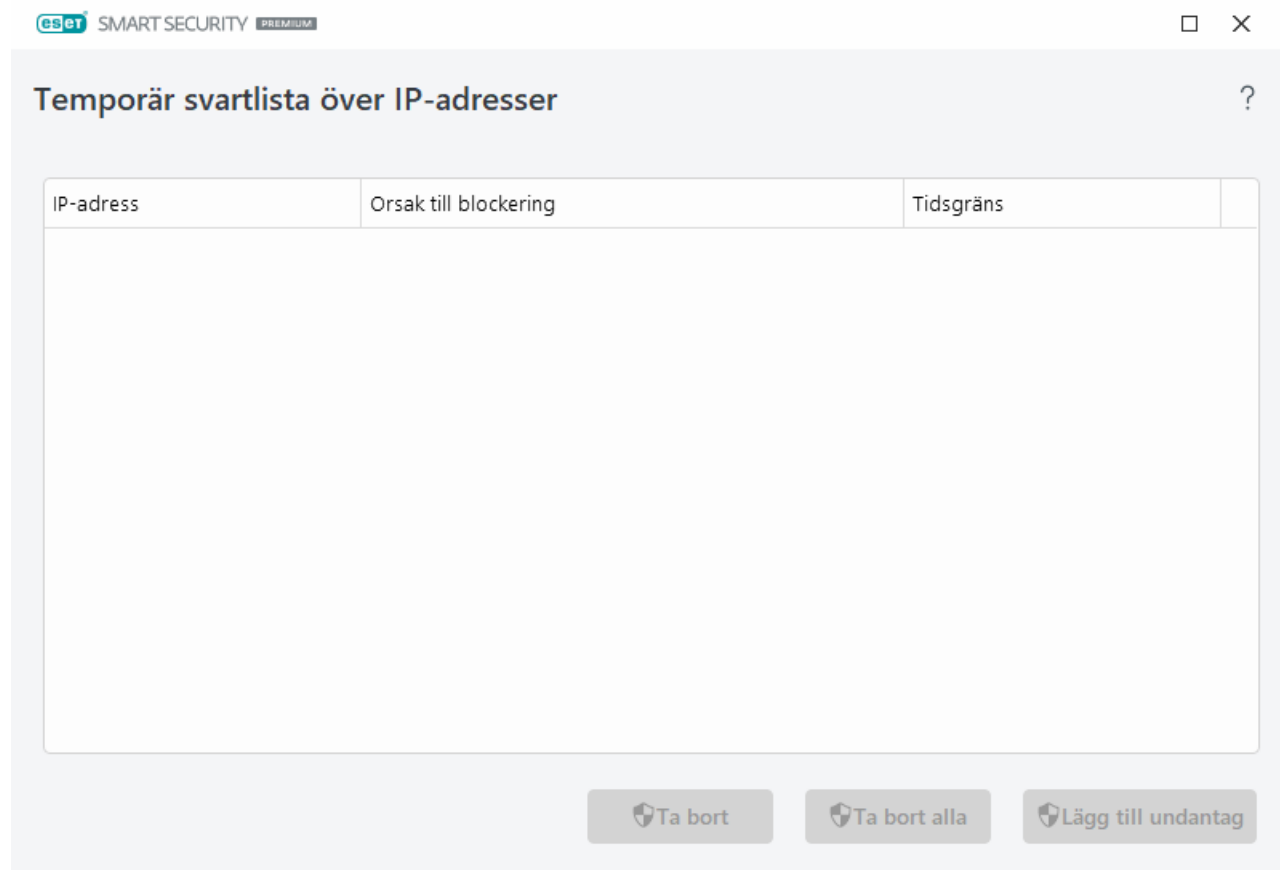 eset SMART SECURITY PREMIUM
Temporär svartlista över IP-adresser ?
IP-adress Orsak till blockering Tidsgräns
Ta bort Ta bort alla Lägg till undantag